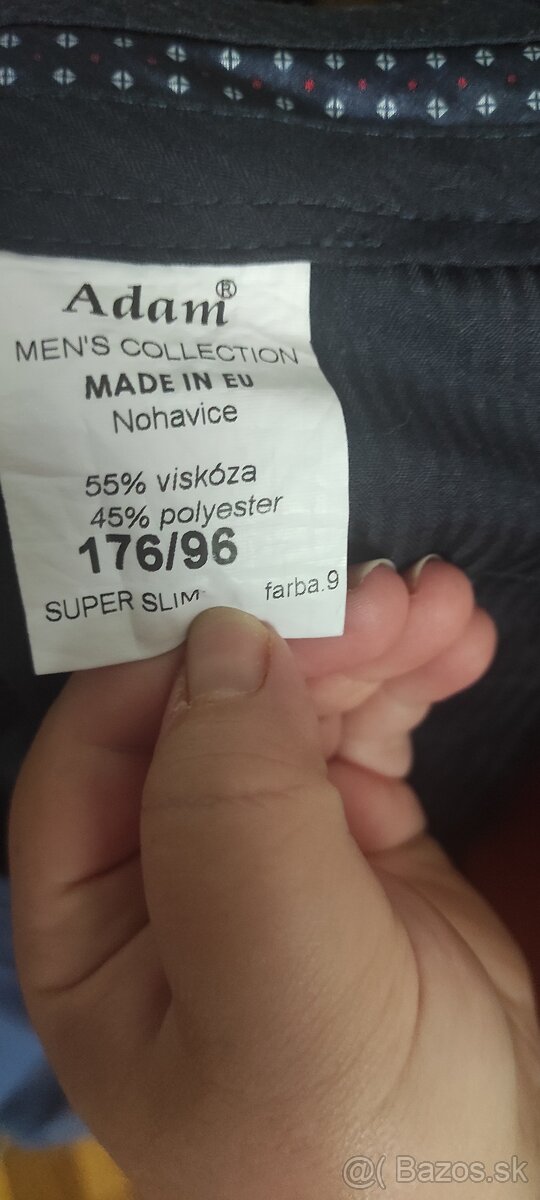 Adam®
MEN'S COLLECTION
MADE IN EU
Nohavice
55% viskóza
45% polyester
176/96
SUPER SLIM farba.9
@( Bazos.sk